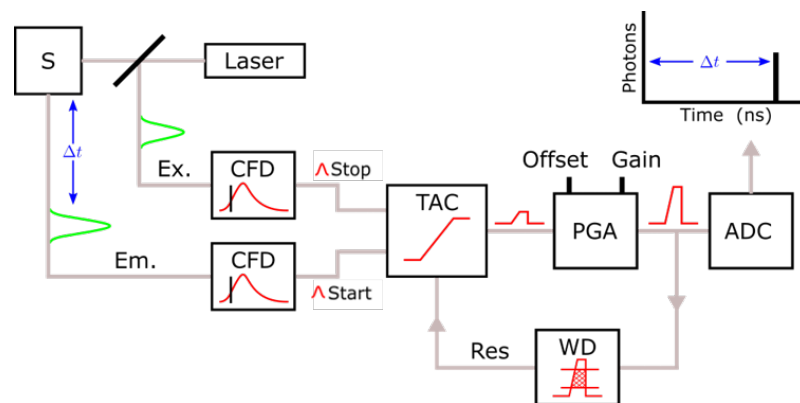 S
Laser
Photons
Δt
Time (ns)
Δt
Ex.
CFD
Stop
Offset
Gain
TAC
PGA
ADC
Em.
CFD
Start
Res
WD